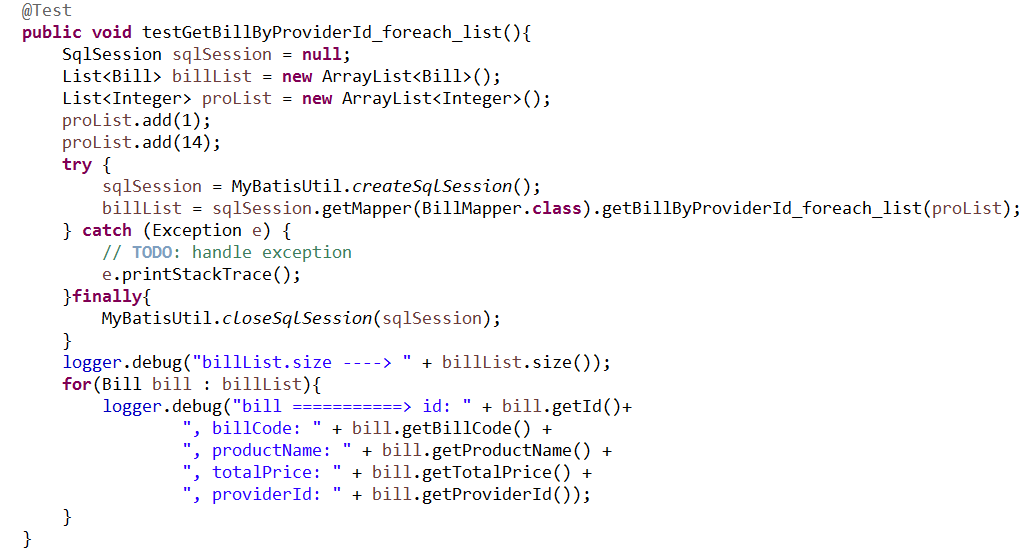 @Test
public void testGetBillByProviderId_foreach_list(){
    SqlSession sqlSession = null;
    List<Bill> billList = new ArrayList<Bill>();
    List<Integer> proList = new ArrayList<Integer>();
    proList.add(1);
    proList.add(14);
    try {
        sqlSession = MyBatisUtil.createSqlSession();
        billList = sqlSession.getMapper(BillMapper.class).getBillByProviderId_foreach_list(proList);
    } catch (Exception e) {
        // TODO: handle exception
        e.printStackTrace();
    }finally{
        MyBatisUtil.closeSqlSession(sqlSession);
    }
    logger.debug("billList.size ----> " + billList.size());
    for(Bill bill : billList){
        logger.debug("bill ===========> id: " + bill.getId()+
                ", billCode: " + bill.getBillCode() +
                ", productName: " + bill.getProductName() +
                ", totalPrice: " + bill.getTotalPrice() +
                ", providerId: " + bill.getProviderId());
    }
}